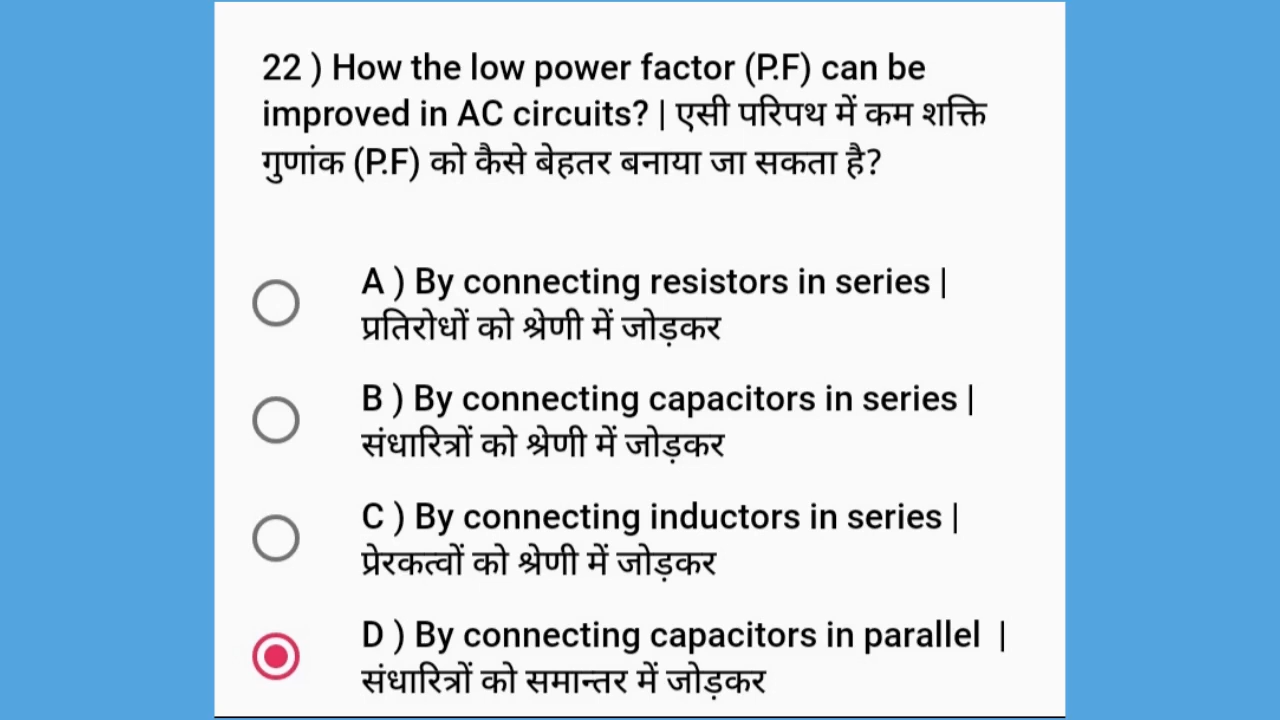 22 ) How the low power factor (P.F) can be
improved in AC circuits? | एसी परिपथ में कम शक्ति
गुणांक (P.F) को कैसे बेहतर बनाया जा सकता है?
A ) By connecting resistors in series |
प्रतिरोधों को श्रेणी में जोड़कर
B ) By connecting capacitors in series |
संधारित्रों को श्रेणी में जोड़कर
C ) By connecting inductors in series |
प्रेरकत्वों को श्रेणी में जोड़कर
D ) By connecting capacitors in parallel |
संधारित्रों को समान्तर में जोड़कर